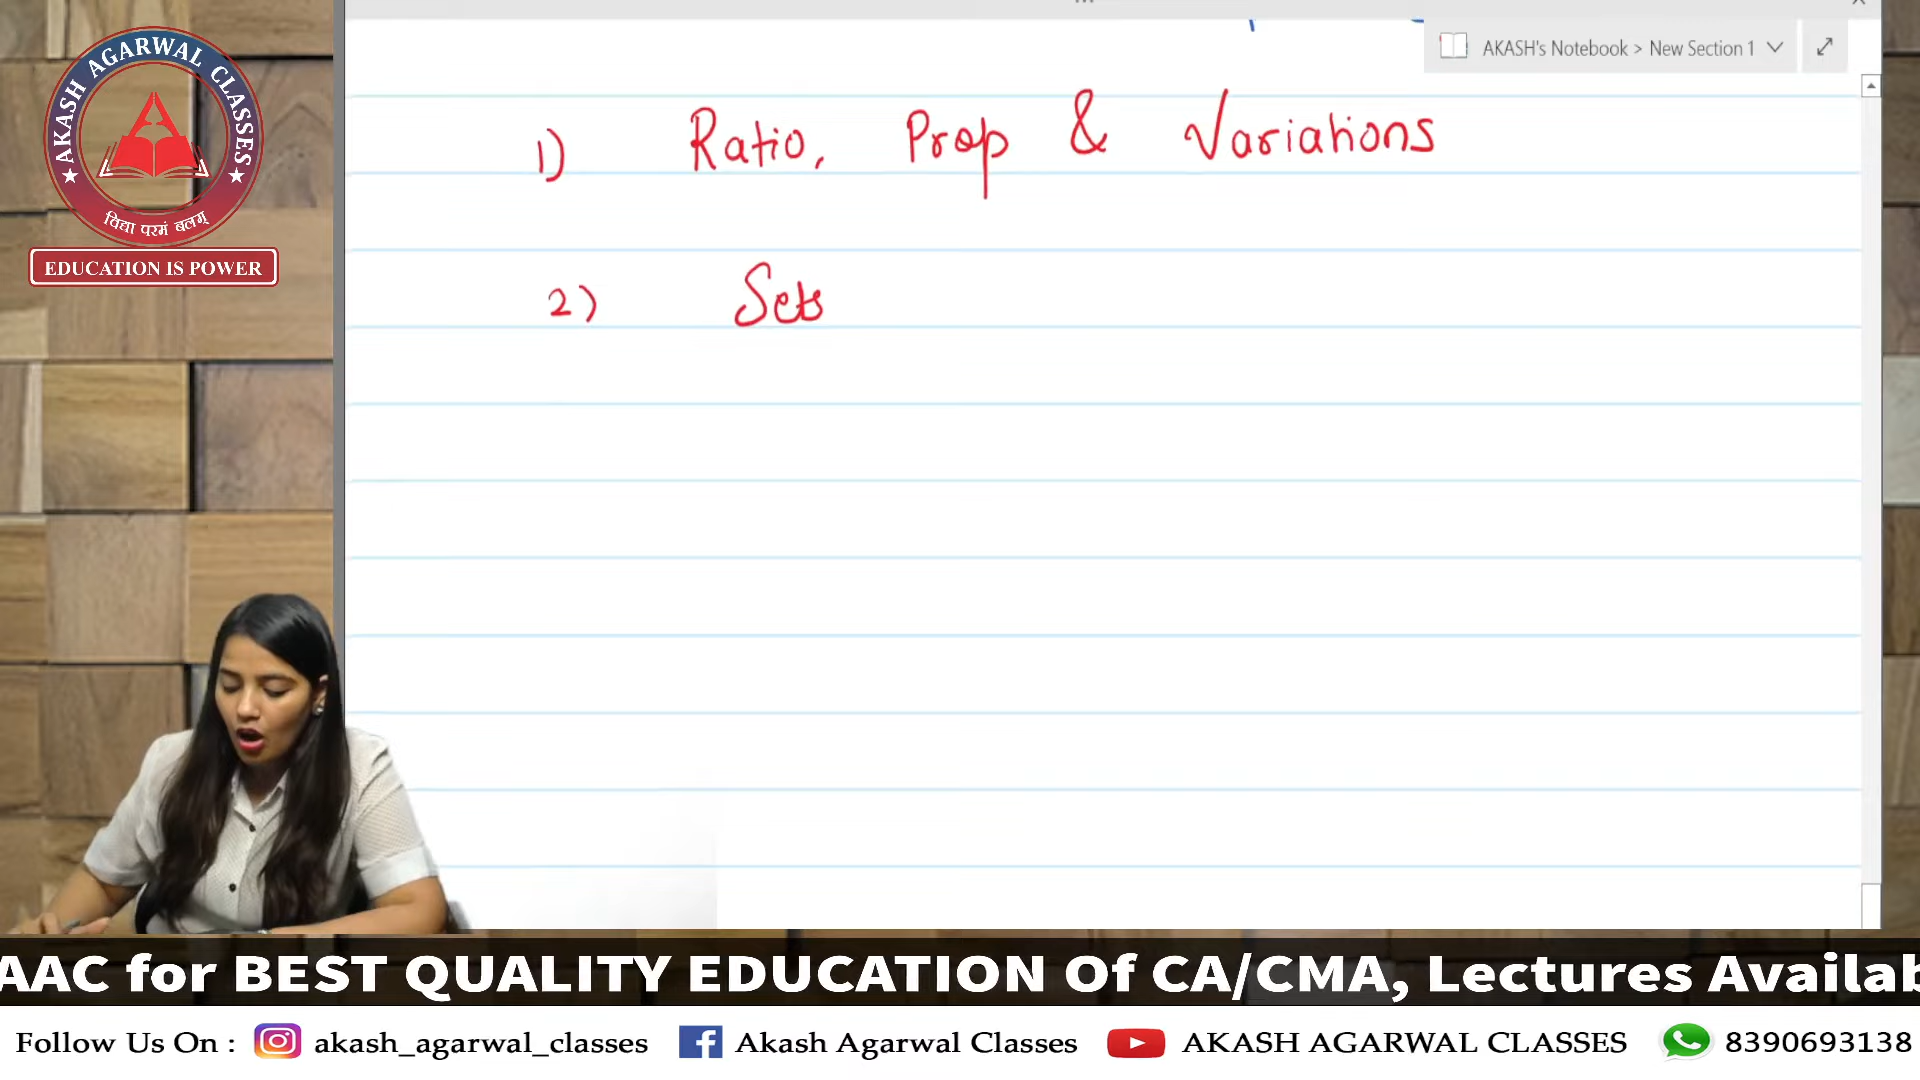 AKASH AGARWAL CLASSES
विद्या परमं बलम्
EDUCATION IS POWER
AKASH's Notebook > New Section 1
1) Ratio, Prop & Variations
2) Sets
AAC for BEST QUALITY EDUCATION Of CA/CMA, Lectures Availab
Follow Us On : akash_agarwal_classes Akash Agarwal Classes AKASH AGARWAL CLASSES 8390693138